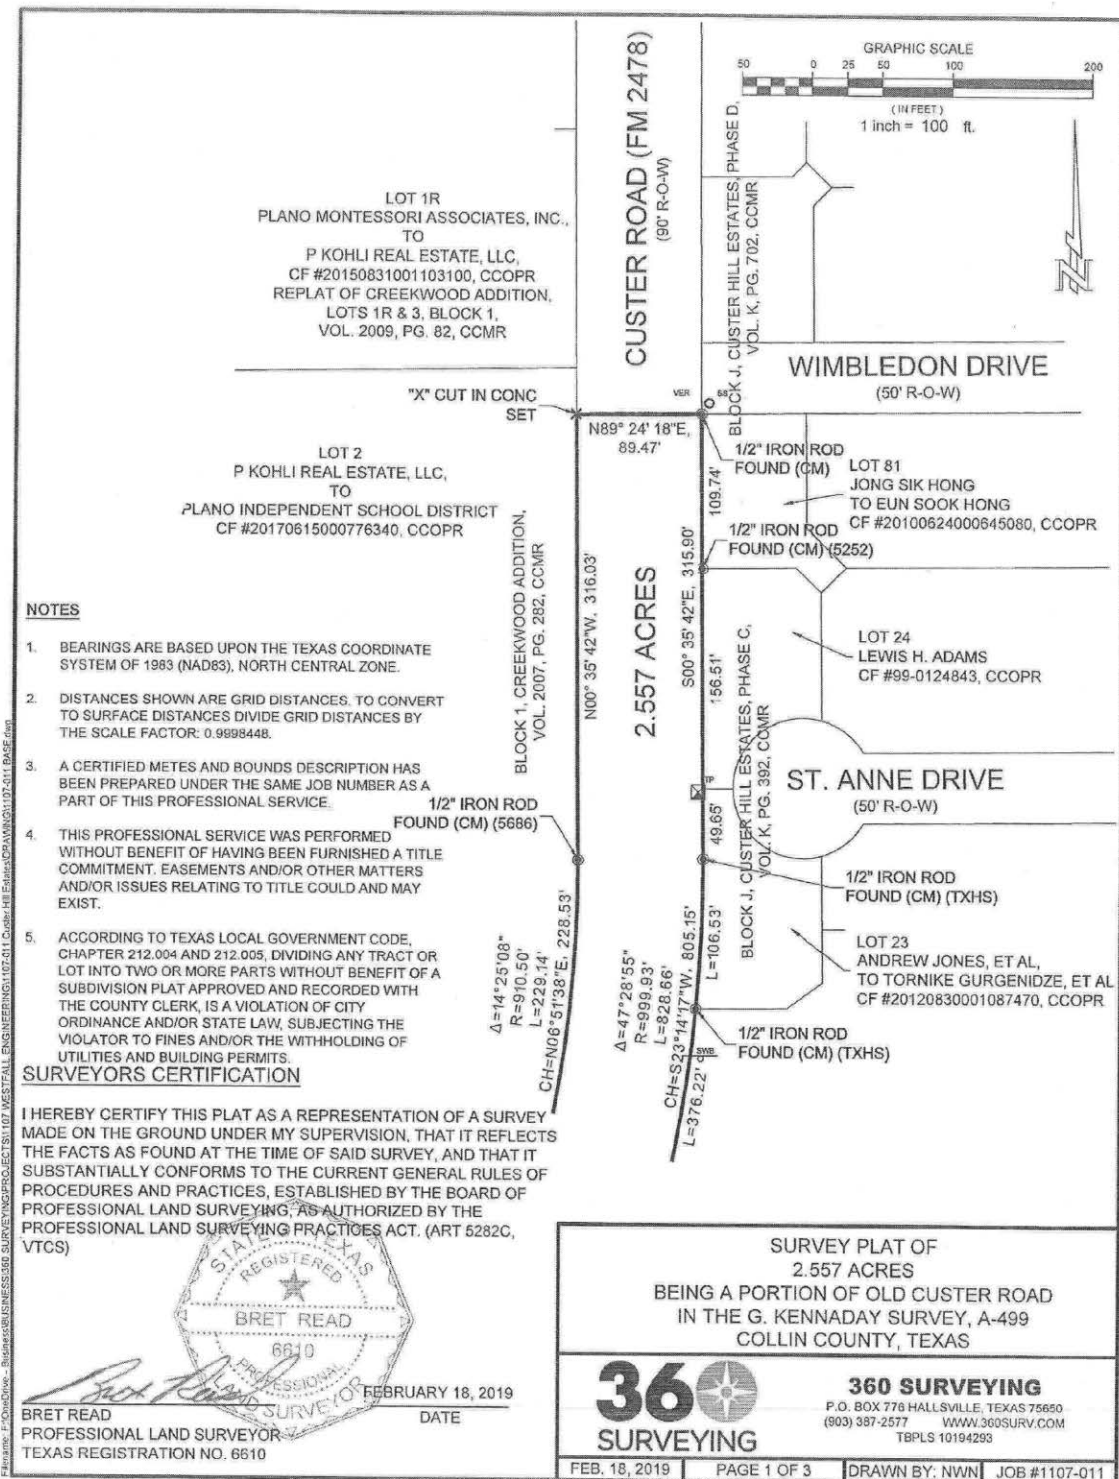 GRAPHIC SCALE
50 0 25 50 100 200
( IN FEET )
1 inch = 100 ft.
CUSTER ROAD (FM 2478)
(90' R-O-W)
BLOCK J, CUSTER HILL ESTATES, PHASE D,
VOL. K, PG. 702, CCMR
LOT 1R
PLANO MONTESSORI ASSOCIATES, INC.,
TO
P KOHLI REAL ESTATE, LLC,
CF #20150831001103100, CCOPR
REPLAT OF CREEKWOOD ADDITION,
LOTS 1R & 3, BLOCK 1,
VOL. 2009, PG. 82, CCMR
WIMBLEDON DRIVE
(50' R-O-W)
"X" CUT IN CONC
SET
VER
N89° 24' 18"E,
89.47'
1/2" IRON ROD
FOUND (CM)
LOT 2
P KOHLI REAL ESTATE, LLC,
TO
PLANO INDEPENDENT SCHOOL DISTRICT
CF #20170615000776340, CCOPR
LOT 81
JONG SIK HONG
TO EUN SOOK HONG
CF #20100624000645080, CCOPR
109.74'
1/2" IRON ROD
FOUND (CM) (5252)
BLOCK 1, CREEKWOOD ADDITION,
VOL. 2007, PG. 282, CCMR
N00° 35' 42"W, 316.03'
2.557 ACRES
S00° 35' 42"E, 315.90'
156.51'
BLOCK J, CUSTER HILL ESTATES, PHASE C,
VOL. K, PG. 392, CCMR
LOT 24
LEWIS H. ADAMS
CF #99-0124843, CCOPR
TP
ST. ANNE DRIVE
(50' R-O-W)
49.65'
1/2" IRON ROD
FOUND (CM) (5686)
1/2" IRON ROD
FOUND (CM) (TXHS)
LOT 23
ANDREW JONES, ET AL,
TO TORNIKE GURGENIDZE, ET AL
CF #20120830001087470, CCOPR
L=106.53'
1/2" IRON ROD
FOUND (CM) (TXHS)
Δ=14°25'08"
R=910.50'
L=229.14'
CH=N06°51'38"E, 228.53'
Δ=47°28'55"
R=999.93'
L=828.66'
CH=S23°14'17"W, 805.15'
L=376.22'
SWB
NOTES
1. BEARINGS ARE BASED UPON THE TEXAS COORDINATE
SYSTEM OF 1983 (NAD83), NORTH CENTRAL ZONE.
2. DISTANCES SHOWN ARE GRID DISTANCES. TO CONVERT
TO SURFACE DISTANCES DIVIDE GRID DISTANCES BY
THE SCALE FACTOR: 0.9998448.
3. A CERTIFIED METES AND BOUNDS DESCRIPTION HAS
BEEN PREPARED UNDER THE SAME JOB NUMBER AS A
PART OF THIS PROFESSIONAL SERVICE.
4. THIS PROFESSIONAL SERVICE WAS PERFORMED
WITHOUT BENEFIT OF HAVING BEEN FURNISHED A TITLE
COMMITMENT. EASEMENTS AND/OR OTHER MATTERS
AND/OR ISSUES RELATING TO TITLE COULD AND MAY
EXIST.
5. ACCORDING TO TEXAS LOCAL GOVERNMENT CODE,
CHAPTER 212.004 AND 212.005, DIVIDING ANY TRACT OR
LOT INTO TWO OR MORE PARTS WITHOUT BENEFIT OF A
SUBDIVISION PLAT APPROVED AND RECORDED WITH
THE COUNTY CLERK, IS A VIOLATION OF CITY
ORDINANCE AND/OR STATE LAW, SUBJECTING THE
VIOLATOR TO FINES AND/OR THE WITHHOLDING OF
UTILITIES AND BUILDING PERMITS.
SURVEYORS CERTIFICATION
I HEREBY CERTIFY THIS PLAT AS A REPRESENTATION OF A SURVEY
MADE ON THE GROUND UNDER MY SUPERVISION, THAT IT REFLECTS
THE FACTS AS FOUND AT THE TIME OF SAID SURVEY, AND THAT IT
SUBSTANTIALLY CONFORMS TO THE CURRENT GENERAL RULES OF
PROCEDURES AND PRACTICES, ESTABLISHED BY THE BOARD OF
PROFESSIONAL LAND SURVEYING, AS AUTHORIZED BY THE
PROFESSIONAL LAND SURVEYING PRACTICES ACT. (ART 5282C,
VTCS)
STATE OF TEXAS
REGISTERED
BRET READ
6610
PROFESSIONAL
LAND SURVEYOR
Bret Read
FEBRUARY 18, 2019
BRET READ
DATE
PROFESSIONAL LAND SURVEYOR
TEXAS REGISTRATION NO. 6610
SURVEY PLAT OF
2.557 ACRES
BEING A PORTION OF OLD CUSTER ROAD
IN THE G. KENNADAY SURVEY, A-499
COLLIN COUNTY, TEXAS
360
SURVEYING
360 SURVEYING
P.O. BOX 776 HALLSVILLE, TEXAS 75650
(903) 387-2577 WWW.360SURV.COM
TBPLS 10194293
FEB. 18, 2019 PAGE 1 OF 3 DRAWN BY: NWN JOB #1107-011
Filename: F:\OneDrive - Business\BUSINESS\360 SURVEYING\PROJECTS\1107 WESTFALL ENGINEERING\1107-011 Custer Hill Estates\DRAWING\1107-011 BASE.dwg